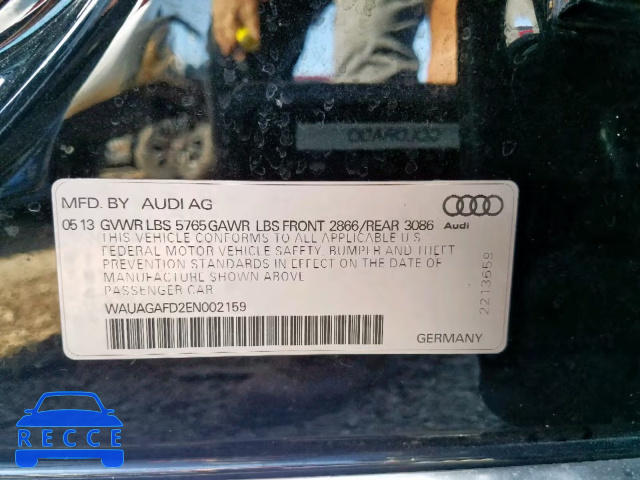 MFD. BY AUDI AG
05 13 GVWR LBS 5765 GAWR LBS FRONT 2866/REAR 3086
THIS VEHICLE CONFORMS TO ALL APPLICABLE U.S
FEDERAL MOTOR VEHICLE SAFETY, BUMPER AND THEFT
PREVENTION STANDARDS IN EFFECT ON THE DATE OF
MANUFACTURE SHOWN ABOVE
PASSENGER CAR
WAUAGAFD2EN002159
Audi
2213659
GERMANY
RECCE